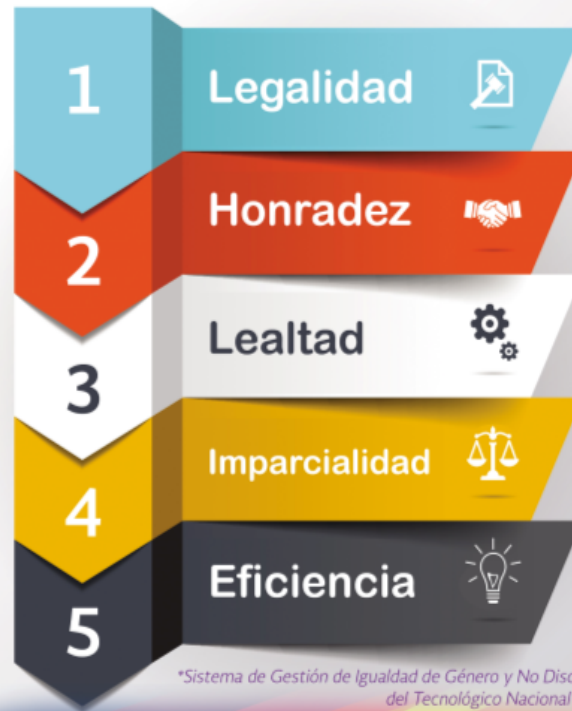 1 Legalidad
2 Honradez
3 Lealtad
4 Imparcialidad
5 Eficiencia
*Sistema de Gestión de Igualdad de Género y No
del Tecnológico Nacional